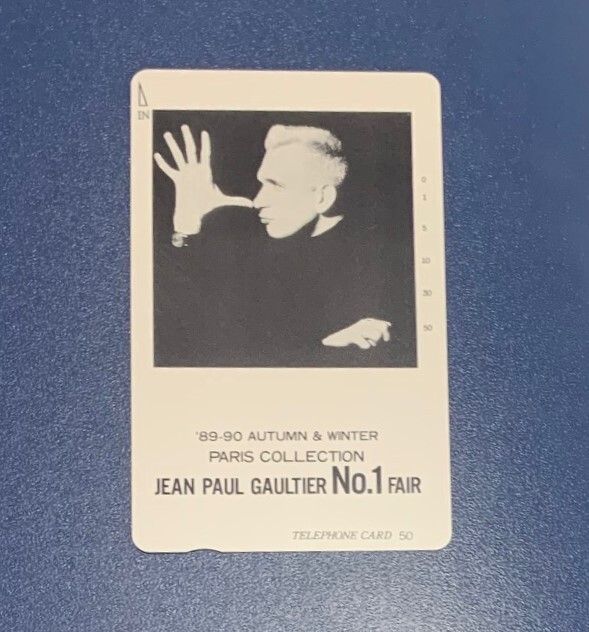 IN
0
1
5
10
30
50
'89-90 AUTUMN & WINTER
PARIS COLLECTION
JEAN PAUL GAULTIER No.1 FAIR
TELEPHONE CARD 50